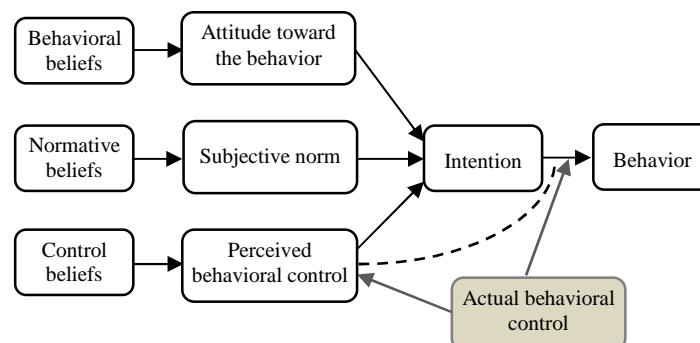 Behavioral
beliefs
Attitude toward
the behavior
Normative
beliefs
Subjective norm
Intention
Behavior
Control
beliefs
Perceived
behavioral control
Actual behavioral
control